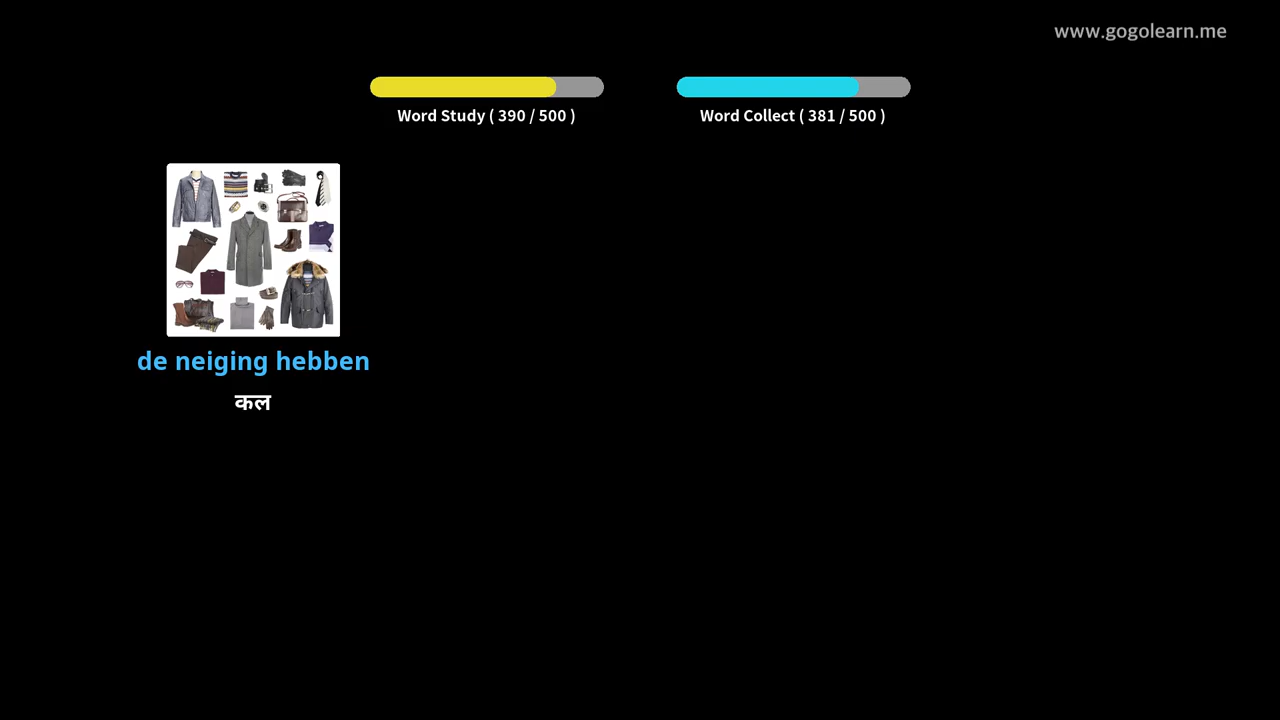 www.gogolearn.me
Word Study ( 390 / 500 )
Word Collect ( 381 / 500 )
de neiging hebben
कल